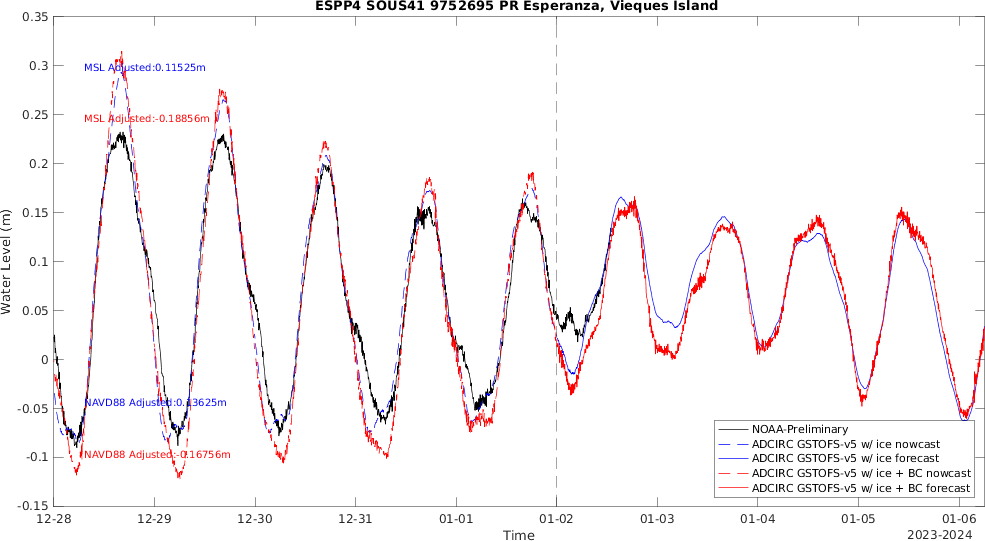 ESPP4 SOUS41 9752695 PR Esperanza, Vieques Island
0.35
0.3
0.25
0.2
0.15
0.1
0.05
0
-0.05
-0.1
-0.15
Water Level (m)
MSL Adjusted:0.11525m
MSL Adjusted:-0.18856m
NAVD88 Adjusted:0.13625m
NAVD88 Adjusted:-0.16756m
NOAA-Preliminary
ADCIRC GSTOFS-v5 w/ ice nowcast
ADCIRC GSTOFS-v5 w/ ice forecast
ADCIRC GSTOFS-v5 w/ ice + BC nowcast
ADCIRC GSTOFS-v5 w/ ice + BC forecast
12-28 12-29 12-30 12-31 01-01 01-02 01-03 01-04 01-05 01-06
Time
2023-2024